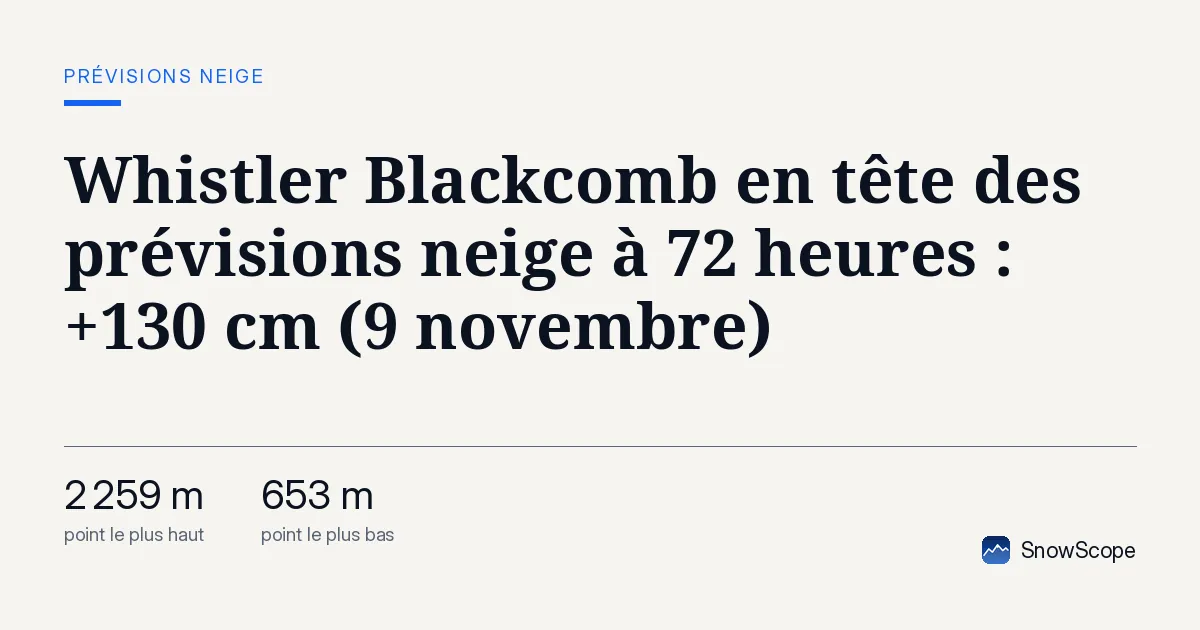 PRÉVISIONS NEIGE
Whistler Blackcomb en tête des
prévisions neige à 72 heures :
+130 cm (9 novembre)
2 259 m
point le plus haut
653 m
point le plus bas
SnowScope